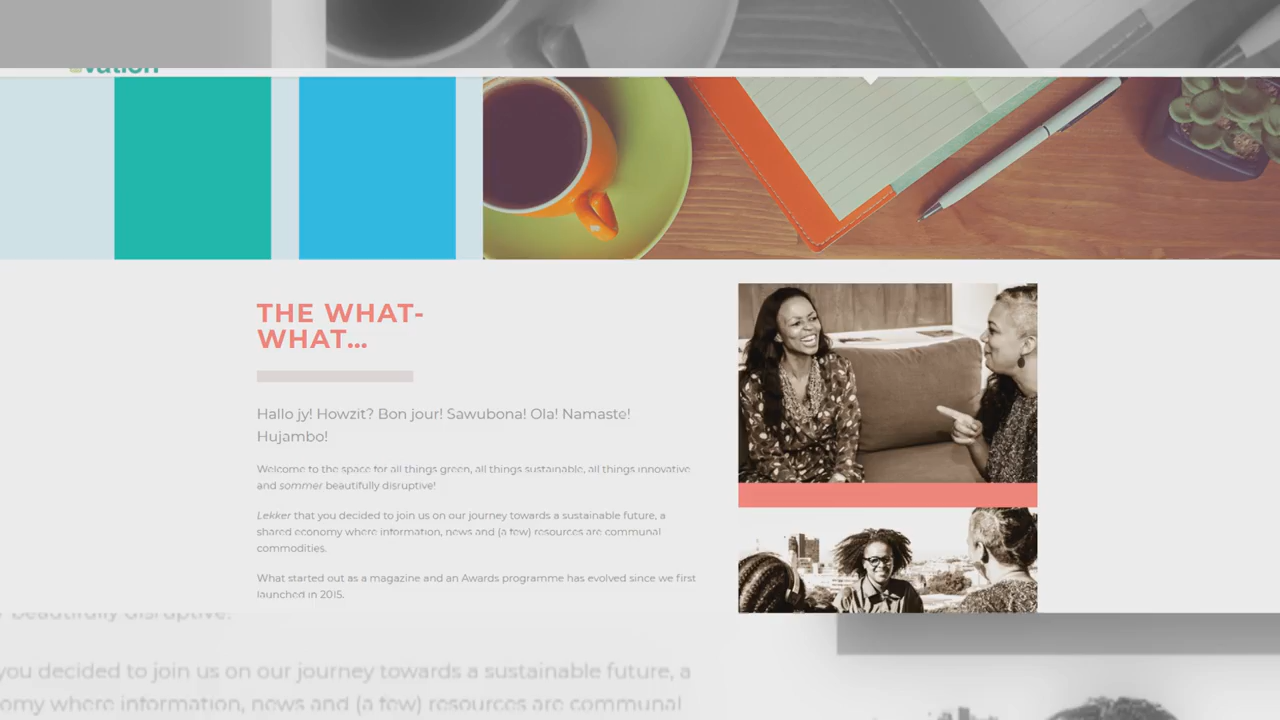 vation
THE WHAT-
WHAT...
Hallo jy! Howzit? Bon jour! Sawubona! Ola! Namaste!
Hujambo!
Welcome to the space for all things green, all things sustainable, all things innovative
and sommer beautifully disruptive!
Lekker that you decided to join us on our journey towards a sustainable future, a
shared economy where information, news and (a few) resources are communal
commodities.
What started out as a magazine and an Awards programme has evolved since we first
launched in 2015.
beautifully disruptive!
you decided to join us on our journey towards a sustainable future, a
omy where information, news and (a few) resources are communal